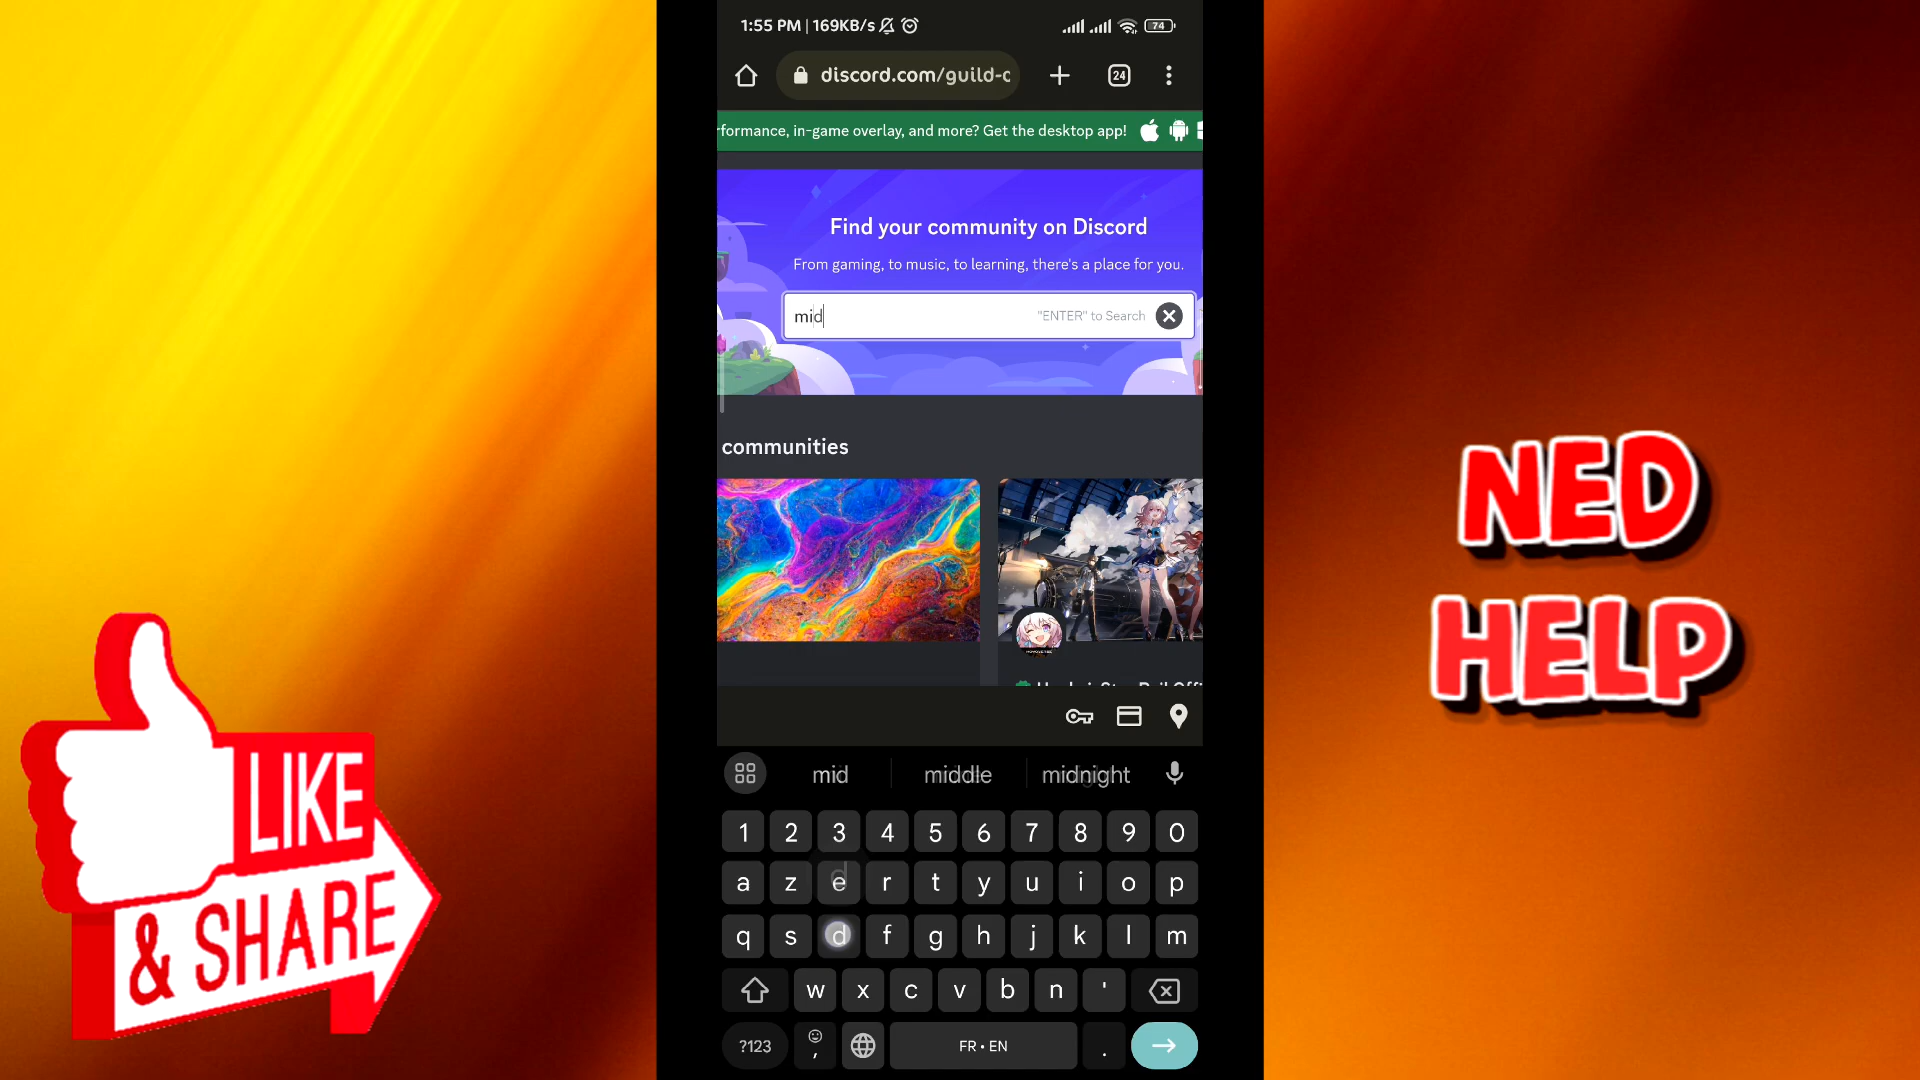 1:55 PM | 169KB/s
74
discord.com/guild-c
24
rformance, in-game overlay, and more? Get the desktop app!
Find your community on Discord
From gaming, to music, to learning, there's a place for you.
mid
"ENTER" to Search
communities
mid
middle
midnight
1 2 3 4 5 6 7 8 9 0
a z e r t y u i o p
q s d f g h j k l m
w x c v b n '
?123 , FR • EN .
LIKE
& SHARE
NED
HELP